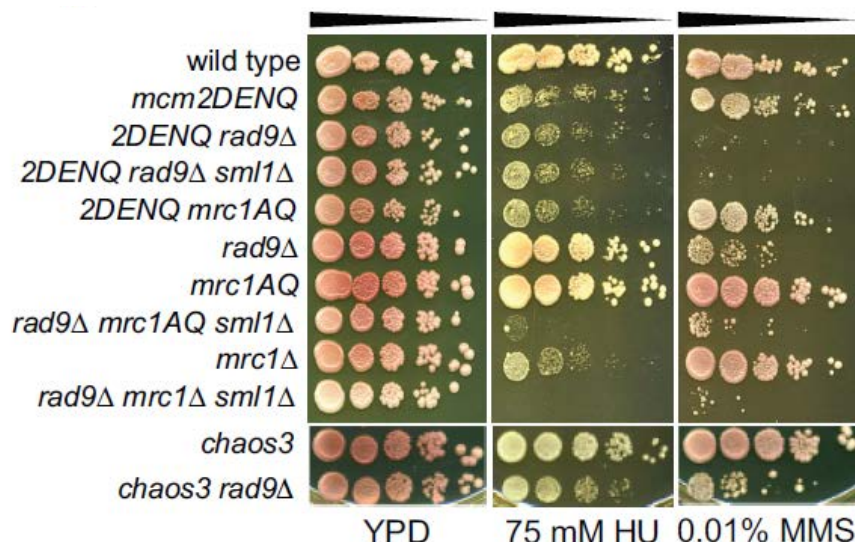 wild type
mcm2DENQ
2DENQ rad9Δ
2DENQ rad9Δ sml1Δ
2DENQ mrc1AQ
rad9Δ
mrc1AQ
rad9Δ mrc1AQ sml1Δ
mrc1Δ
rad9Δ mrc1Δ sml1Δ
chaos3
chaos3 rad9Δ
YPD 75 mM HU 0.01% MMS